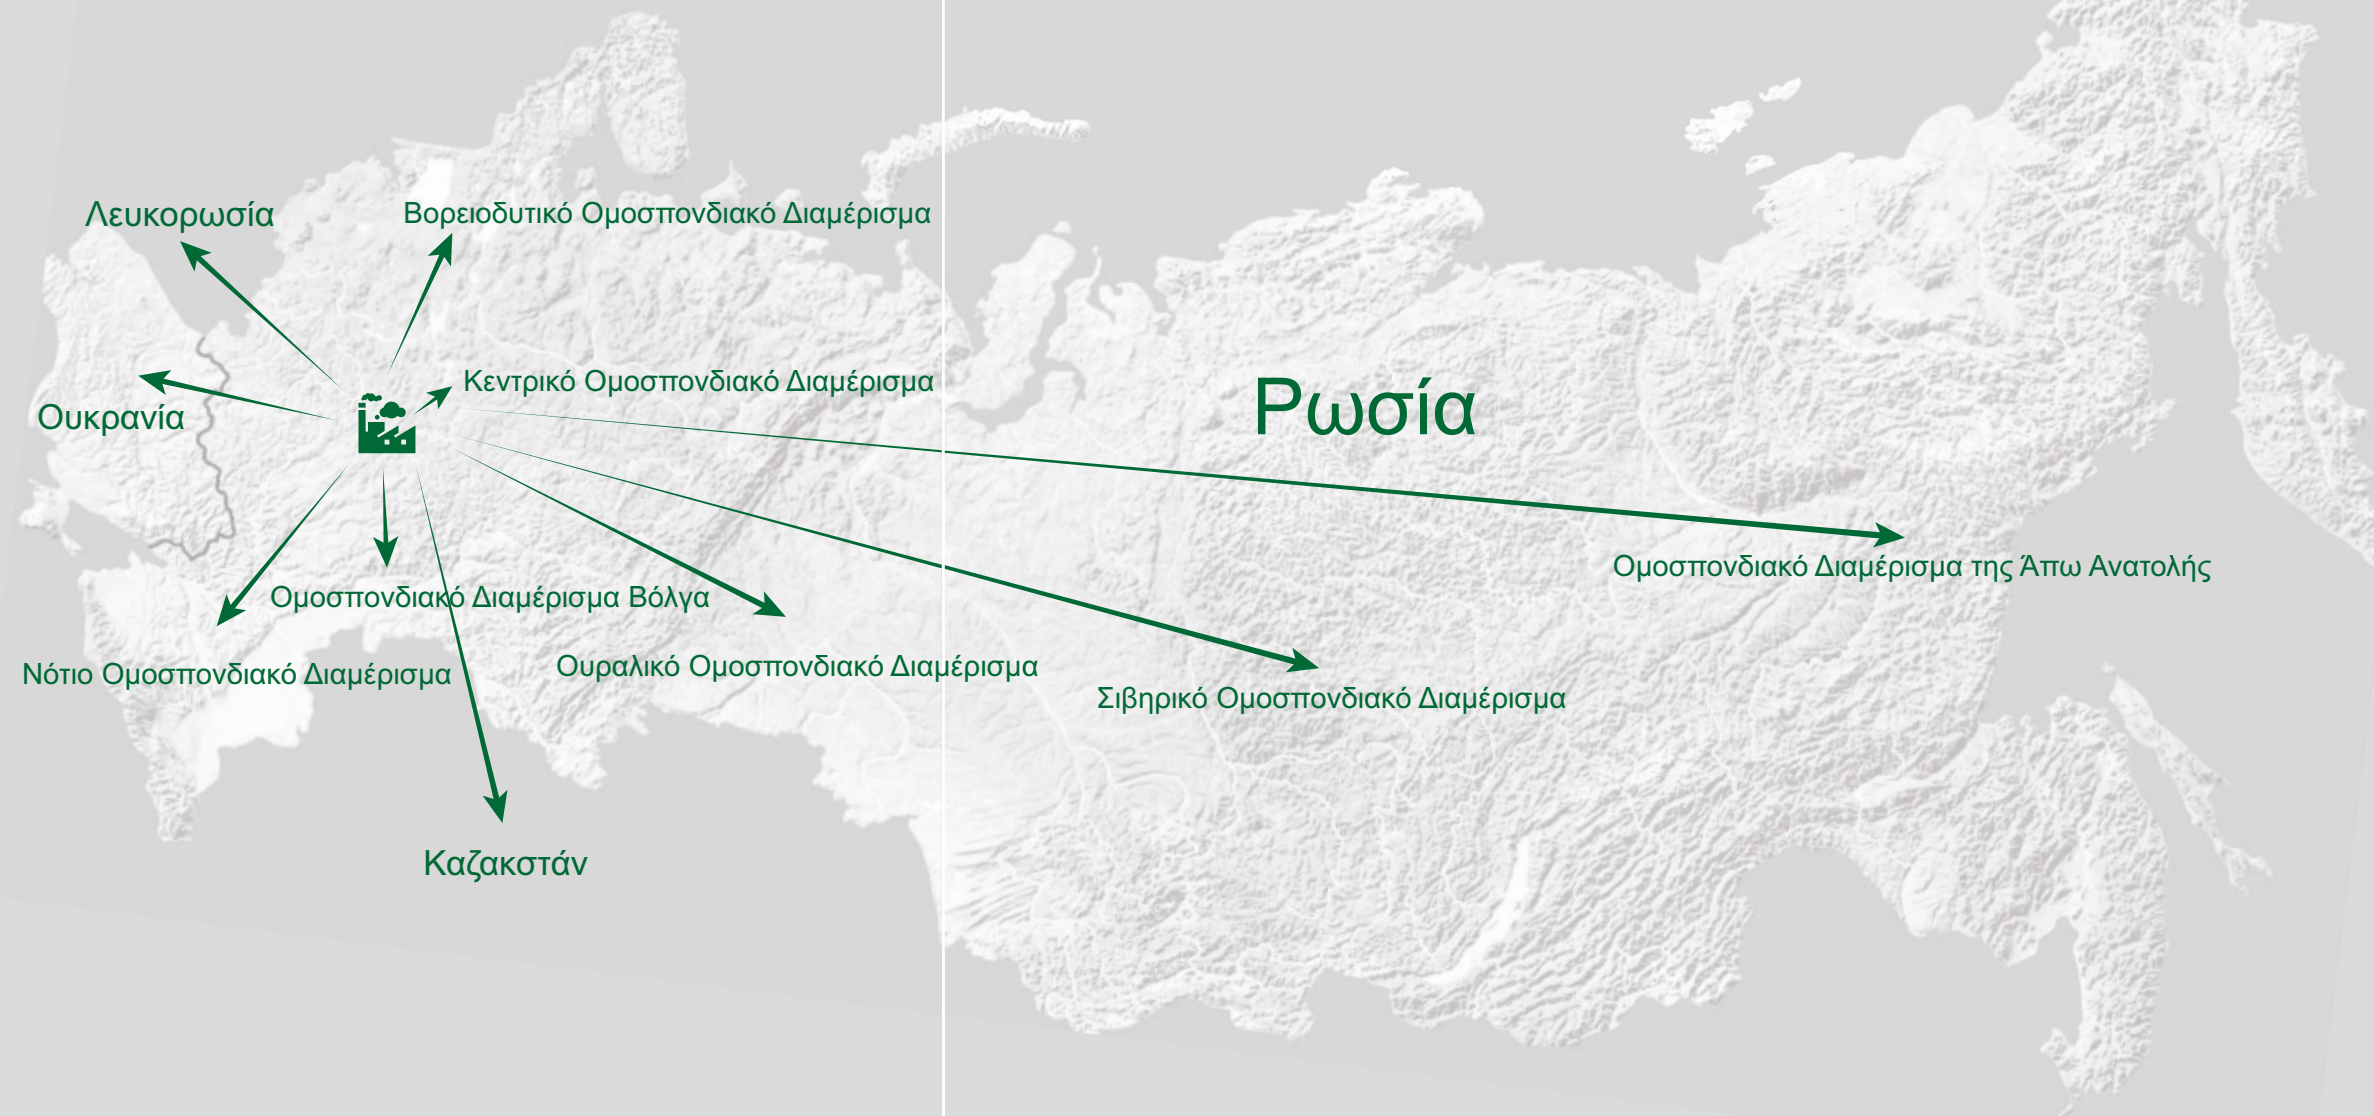 Λευκορωσία
Βορειοδυτικό Ομοσπονδιακό Διαμέρισμα
Κεντρικό Ομοσπονδιακό Διαμέρισμα
Ουκρανία
Ρωσία
Ομοσπονδιακό Διαμέρισμα της Άπω Ανατολής
Ομοσπονδιακό Διαμέρισμα Βόλγα
Νότιο Ομοσπονδιακό Διαμέρισμα
Ουραλικό Ομοσπονδιακό Διαμέρισμα
Σιβηρικό Ομοσπονδιακό Διαμέρισμα
Καζακστάν